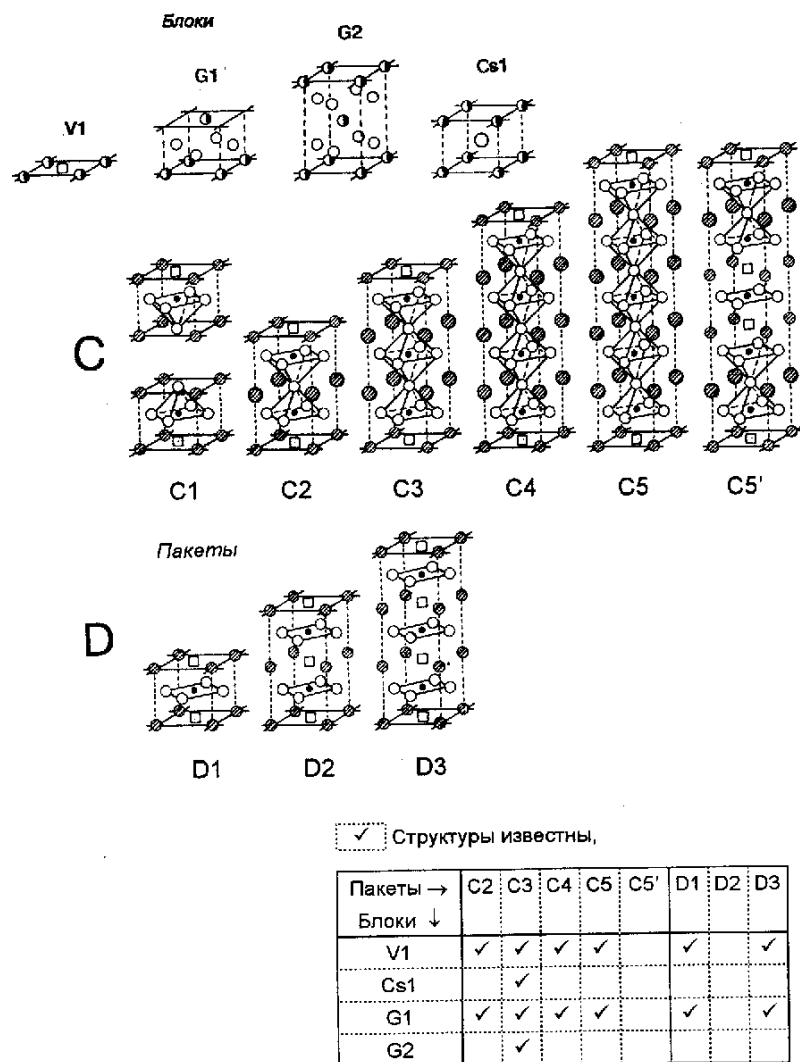 Блоки
G2
G1
Cs1
V1
C
C1 C2 C3 C4 C5 C5'
Пакеты
D
D1 D2 D3
✓ Структуры известны,
Пакеты → C2 C3 C4 C5 C5' D1 D2 D3
Блоки ↓
V1 ✓ ✓ ✓ ✓ ✓ ✓
Cs1 ✓
G1 ✓ ✓ ✓ ✓ ✓ ✓
G2 ✓